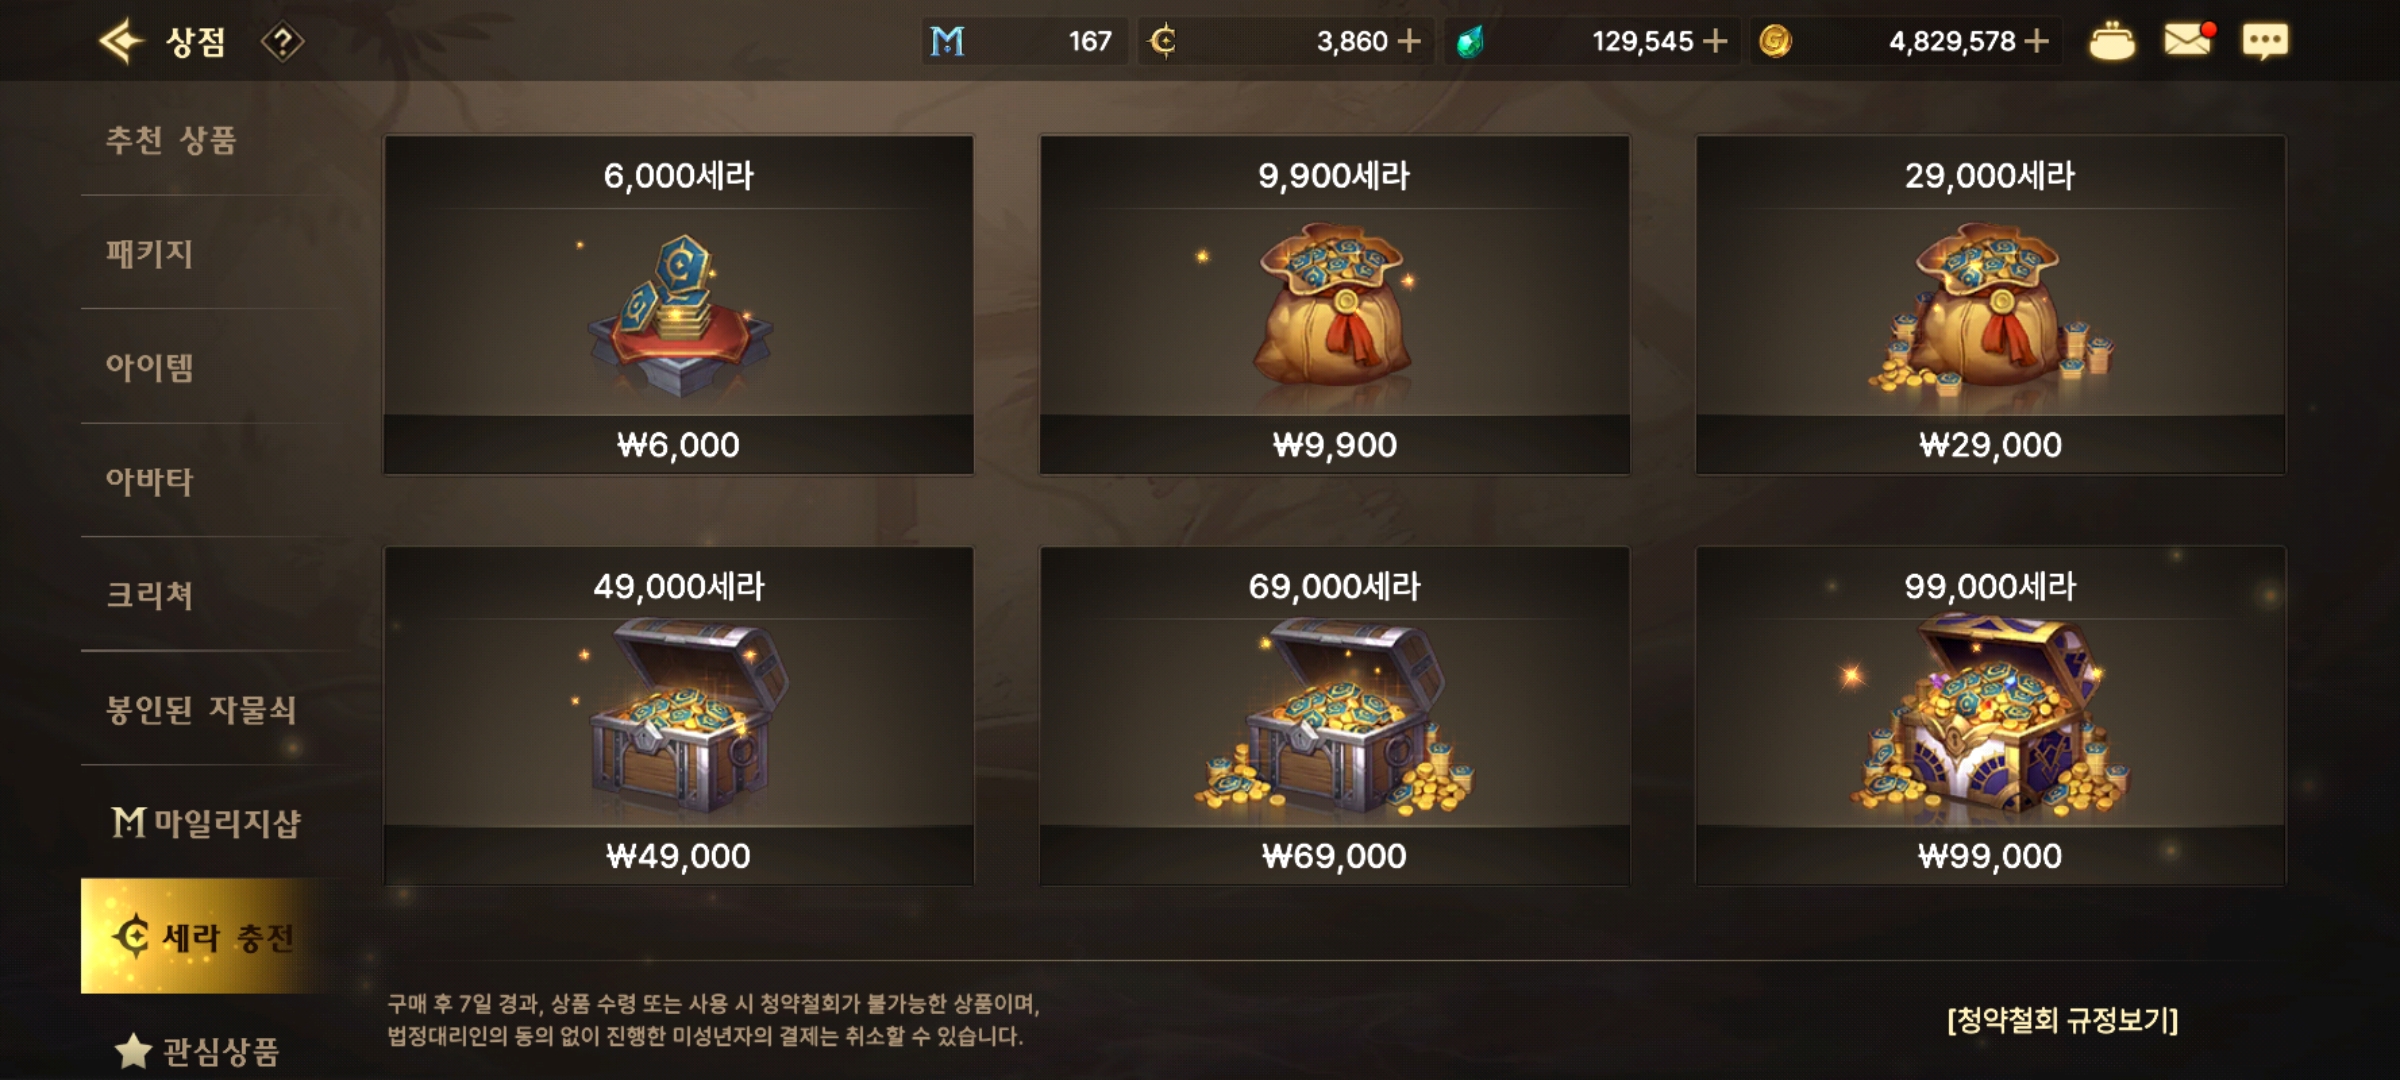 상점 ?
167
3,860 +
129,545 +
4,829,578 +
추천 상품
패키지
아이템
아바타
크리쳐
봉인된 자물쇠
M 마일리지샵
세라 충전
관심상품
6,000세라
₩6,000
9,900세라
₩9,900
29,000세라
₩29,000
49,000세라
₩49,000
69,000세라
₩69,000
99,000세라
₩99,000
구매 후 7일 경과, 상품 수령 또는 사용 시 청약철회가 불가능한 상품이며,
법정대리인의 동의 없이 진행한 미성년자의 결제는 취소할 수 있습니다.
[청약철회 규정보기]